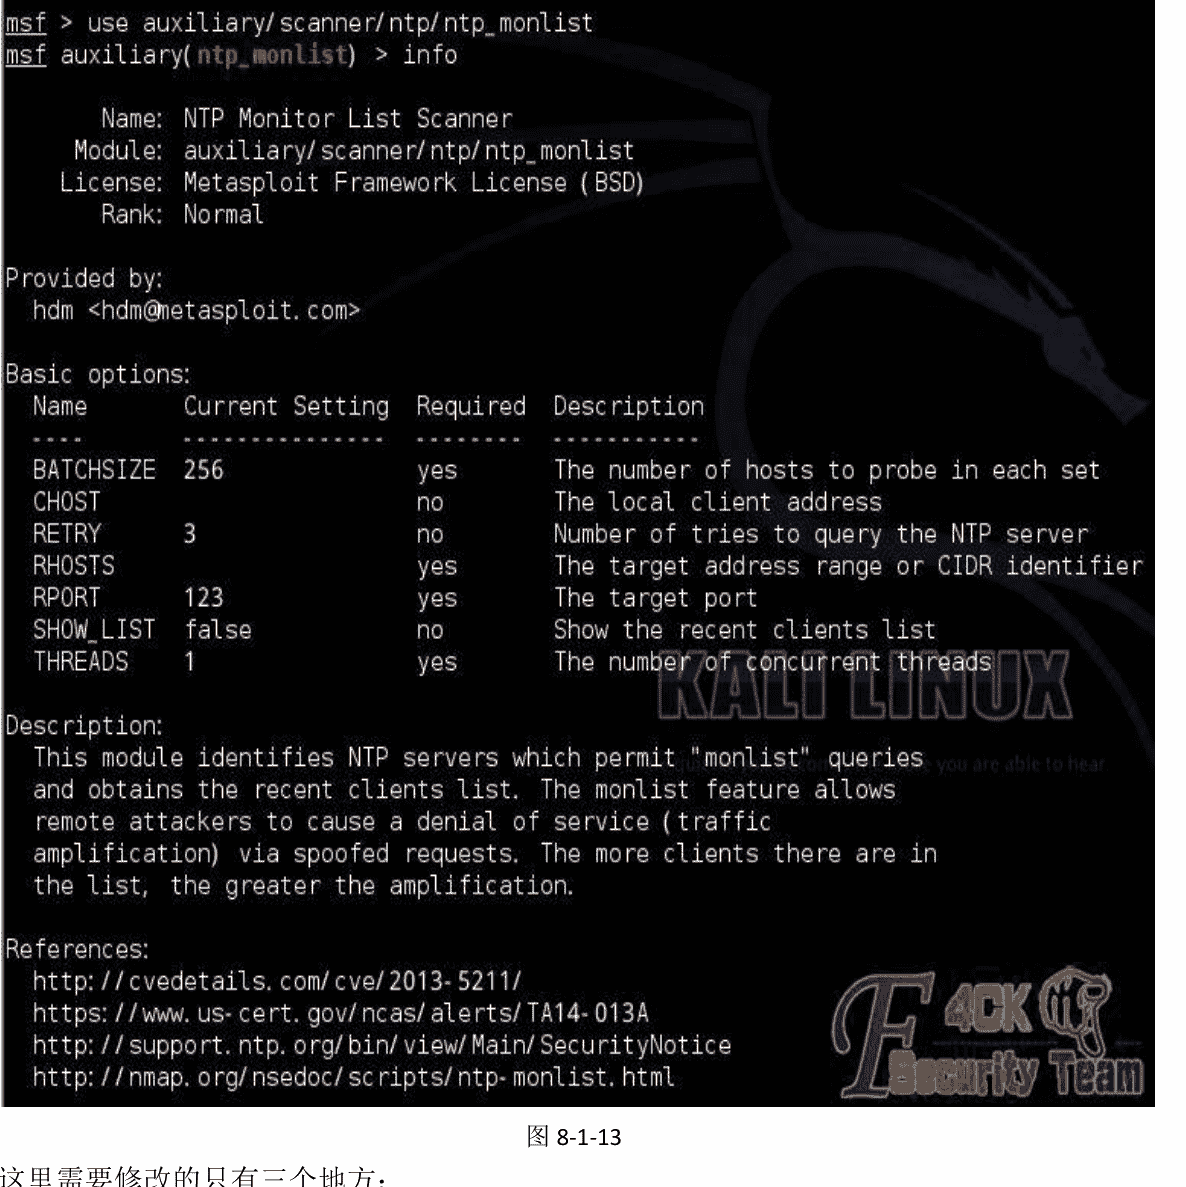 msf > use auxiliary/scanner/ntp/ntp_monlist
msf auxiliary(ntp_monlist) > info
Name: NTP Monitor List Scanner
Module: auxiliary/scanner/ntp/ntp_monlist
License: Metasploit Framework License (BSD)
Rank: Normal
Provided by:
hdm <hdm@metasploit.com>
Basic options:
Name Current Setting Required Description
---- --------------- -------- -----------
BATCHSIZE 256 yes The number of hosts to probe in each set
CHOST no The local client address
RETRY 3 no Number of tries to query the NTP server
RHOSTS yes The target address range or CIDR identifier
RPORT 123 yes The target port
SHOW_LIST false no Show the recent clients list
THREADS 1 yes The number of concurrent threads
KALI LINUX
Description:
This module identifies NTP servers which permit "monlist" queries
you are able to hear
and obtains the recent clients list. The monlist feature allows
remote attackers to cause a denial of service (traffic
amplification) via spoofed requests. The more clients there are in
the list, the greater the amplification.
References:
http://cvedetails.com/cve/2013-5211/
https://www.us-cert.gov/ncas/alerts/TA14-013A
http://support.ntp.org/bin/view/Main/SecurityNotice
http://nmap.org/nsedoc/scripts/ntp-monlist.html
F4CK
Security Team
图 8-1-13
这里需要修改的只有三个地方：